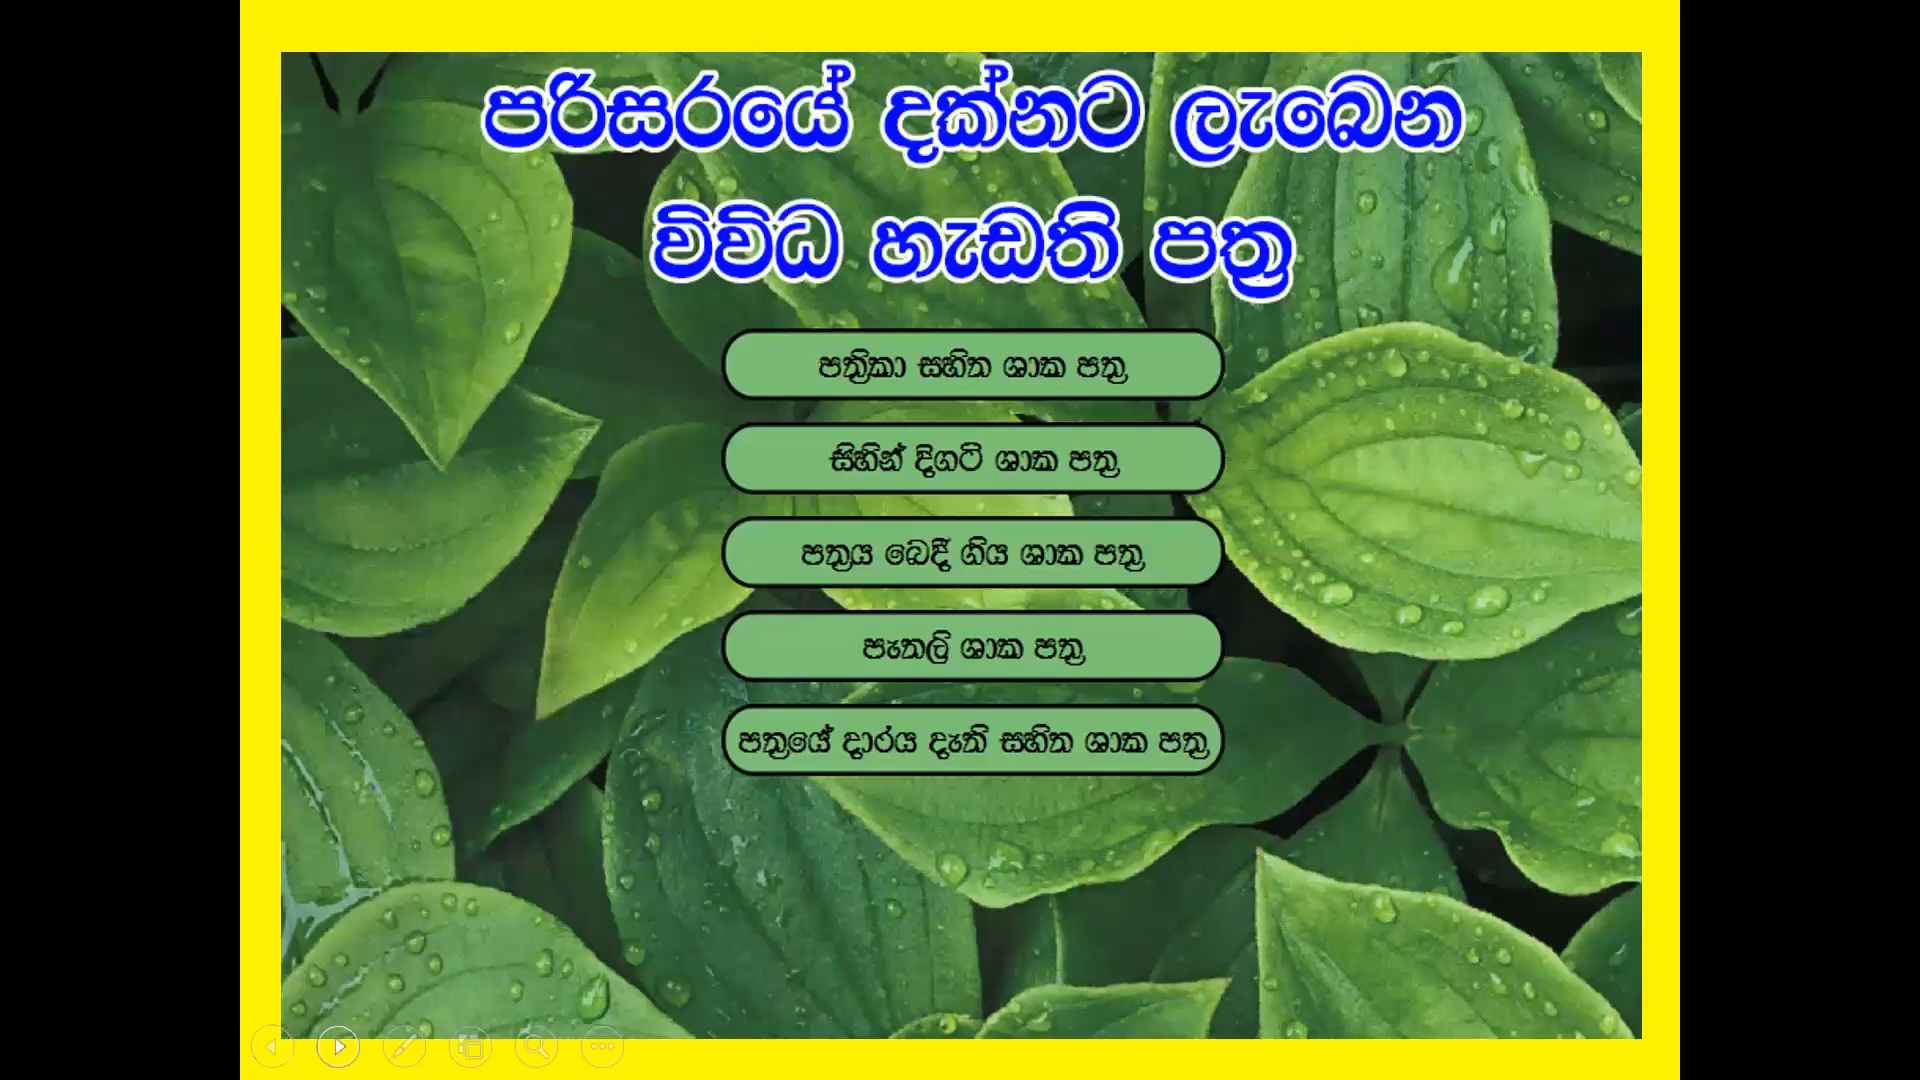 පරිසරයේ දක්නට ලැබෙන
විවිධ හැඩති පත්‍ර
පත්‍රිකා සහිත ශාක පත්‍ර
සිහින් දිගටි ශාක පත්‍ර
පත්‍රය බෙදී ගිය ශාක පත්‍ර
පැතලි ශාක පත්‍ර
පත්‍රයේ දාරය දැති සහිත ශාක පත්‍ර